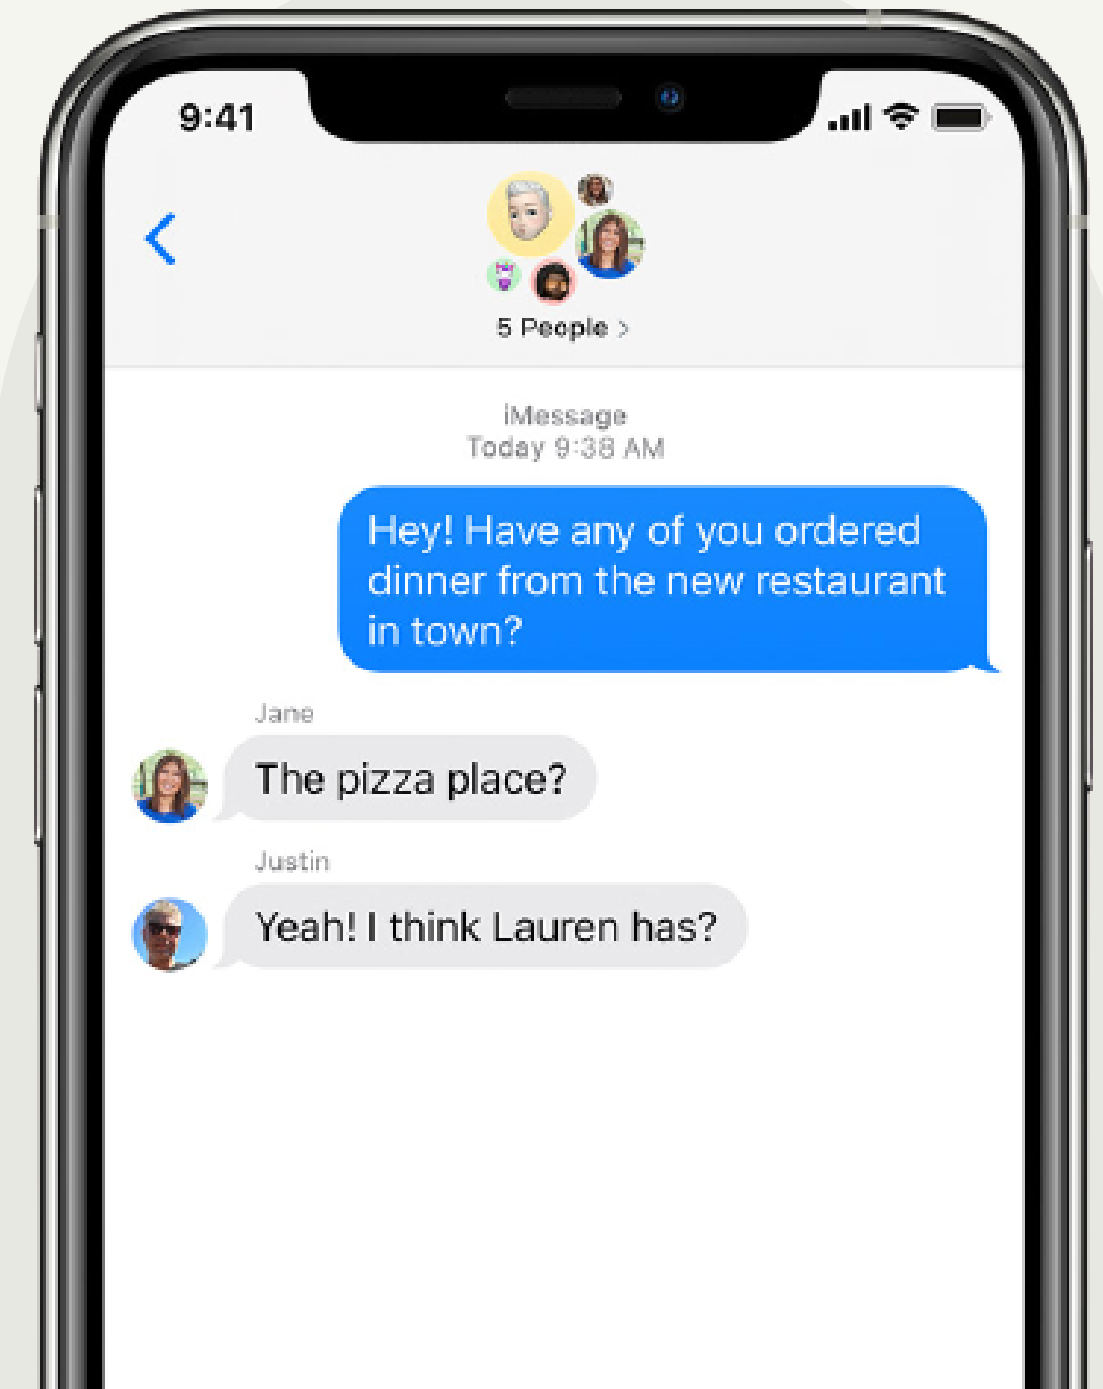 9:41
5 People >
iMessage
Today 9:38 AM
Hey! Have any of you ordered
dinner from the new restaurant
in town?
Jane
The pizza place?
Justin
Yeah! I think Lauren has?